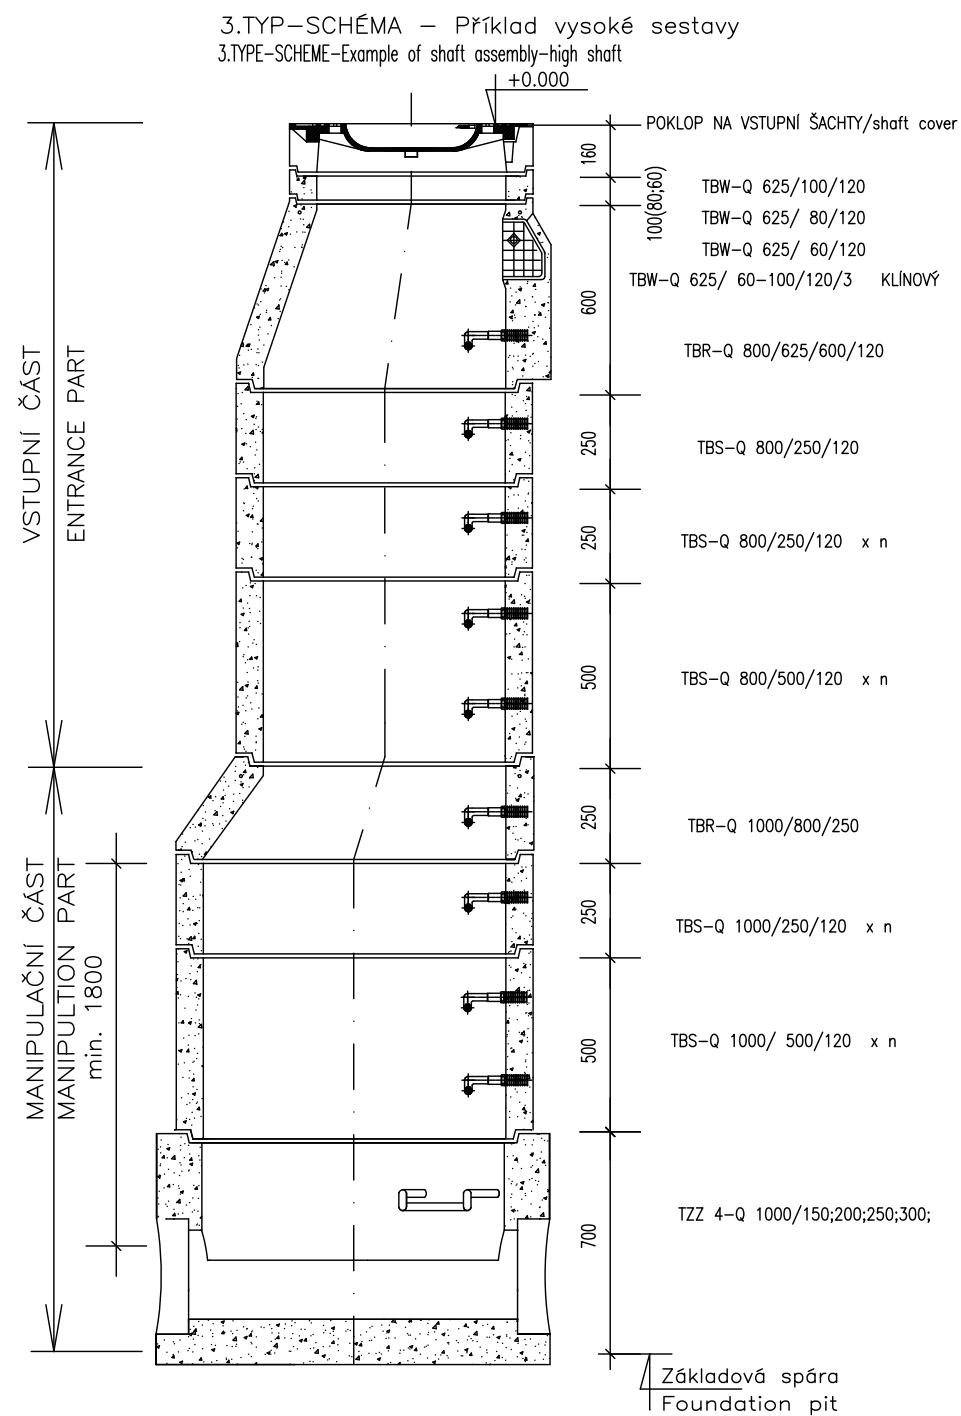 3.TYP-SCHÉMA - Příklad vysoké sestavy
3.TYPE-SCHEME-Example of shaft assembly-high shaft
+0.000
POKLOP NA VSTUPNÍ ŠACHTY/shaft cover
160
100(80;60)
TBW-Q 625/100/120
TBW-Q 625/ 80/120
TBW-Q 625/ 60/120
TBW-Q 625/ 60-100/120/3 KLÍNOVÝ
600
TBR-Q 800/625/600/120
VSTUPNÍ ČÁST
ENTRANCE PART
250
TBS-Q 800/250/120
250
TBS-Q 800/250/120 x n
500
TBS-Q 800/500/120 x n
250
TBR-Q 1000/800/250
MANIPULAČNÍ ČÁST
MANIPULTION PART
min. 1800
250
TBS-Q 1000/250/120 x n
500
TBS-Q 1000/ 500/120 x n
700
TZZ 4-Q 1000/150;200;250;300;
Základová spára
Foundation pit